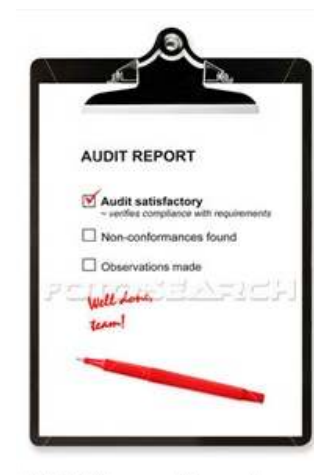 AUDIT REPORT
Audit satisfactory
~ verifies compliance with requirements
Non-conformances found
Observations made
FOTOSEARCH
Well done,
team!